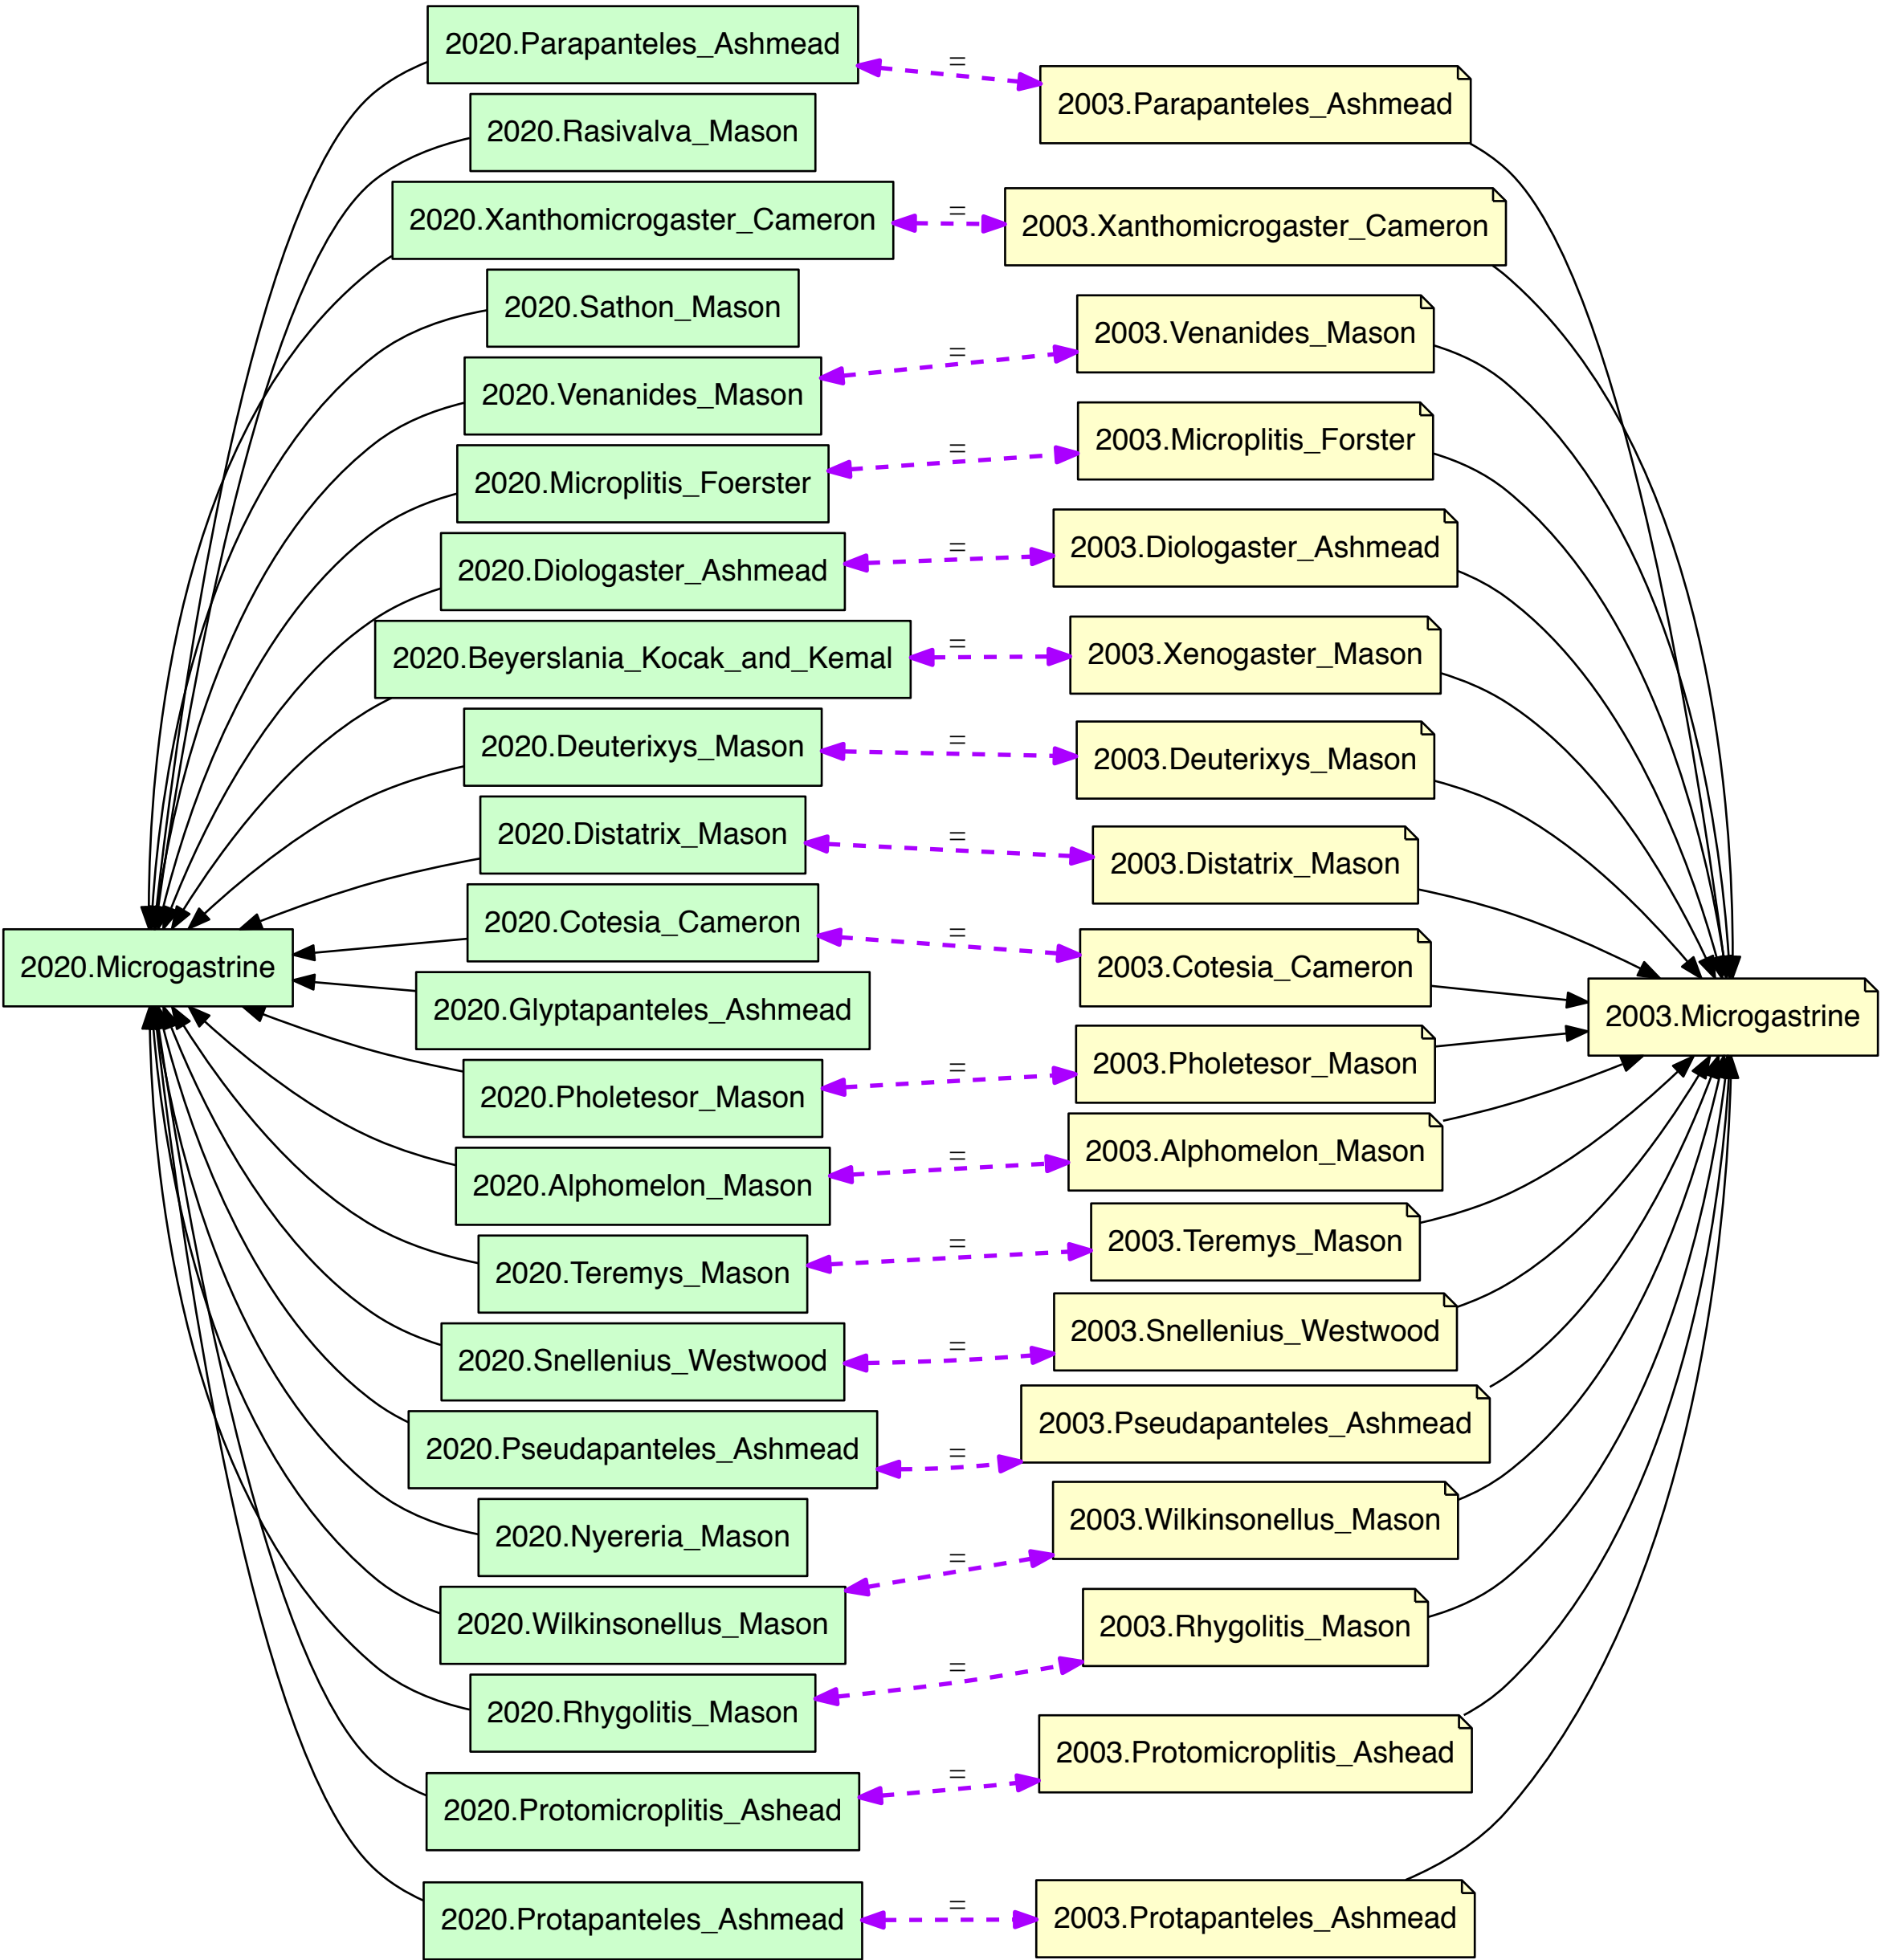 2020.Parapanteles_Ashmead
=
2003.Parapanteles_Ashmead
2020.Rasivalva_Mason
2020.Xanthomicrogaster_Cameron
=
2003.Xanthomicrogaster_Cameron
2020.Sathon_Mason
2020.Venanides_Mason
=
2003.Venanides_Mason
2020.Microplitis_Foerster
=
2003.Microplitis_Forster
2020.Diologaster_Ashmead
=
2003.Diologaster_Ashmead
2020.Beyerslania_Kocak_and_Kemal
=
2003.Xenogaster_Mason
2020.Deuterixys_Mason
=
2003.Deuterixys_Mason
2020.Distatrix_Mason
=
2003.Distatrix_Mason
2020.Cotesia_Cameron
=
2003.Cotesia_Cameron
2020.Microgastrine
2020.Glyptapanteles_Ashmead
2003.Microgastrine
2020.Pholetesor_Mason
=
2003.Pholetesor_Mason
2020.Alphomelon_Mason
=
2003.Alphomelon_Mason
2020.Teremys_Mason
=
2003.Teremys_Mason
2020.Snellenius_Westwood
=
2003.Snellenius_Westwood
2020.Pseudapanteles_Ashmead
=
2003.Pseudapanteles_Ashmead
2020.Nyereria_Mason
2020.Wilkinsonellus_Mason
=
2003.Wilkinsonellus_Mason
2020.Rhygolitis_Mason
=
2003.Rhygolitis_Mason
2020.Protomicroplitis_Ashead
=
2003.Protomicroplitis_Ashead
2020.Protapanteles_Ashmead
=
2003.Protapanteles_Ashmead